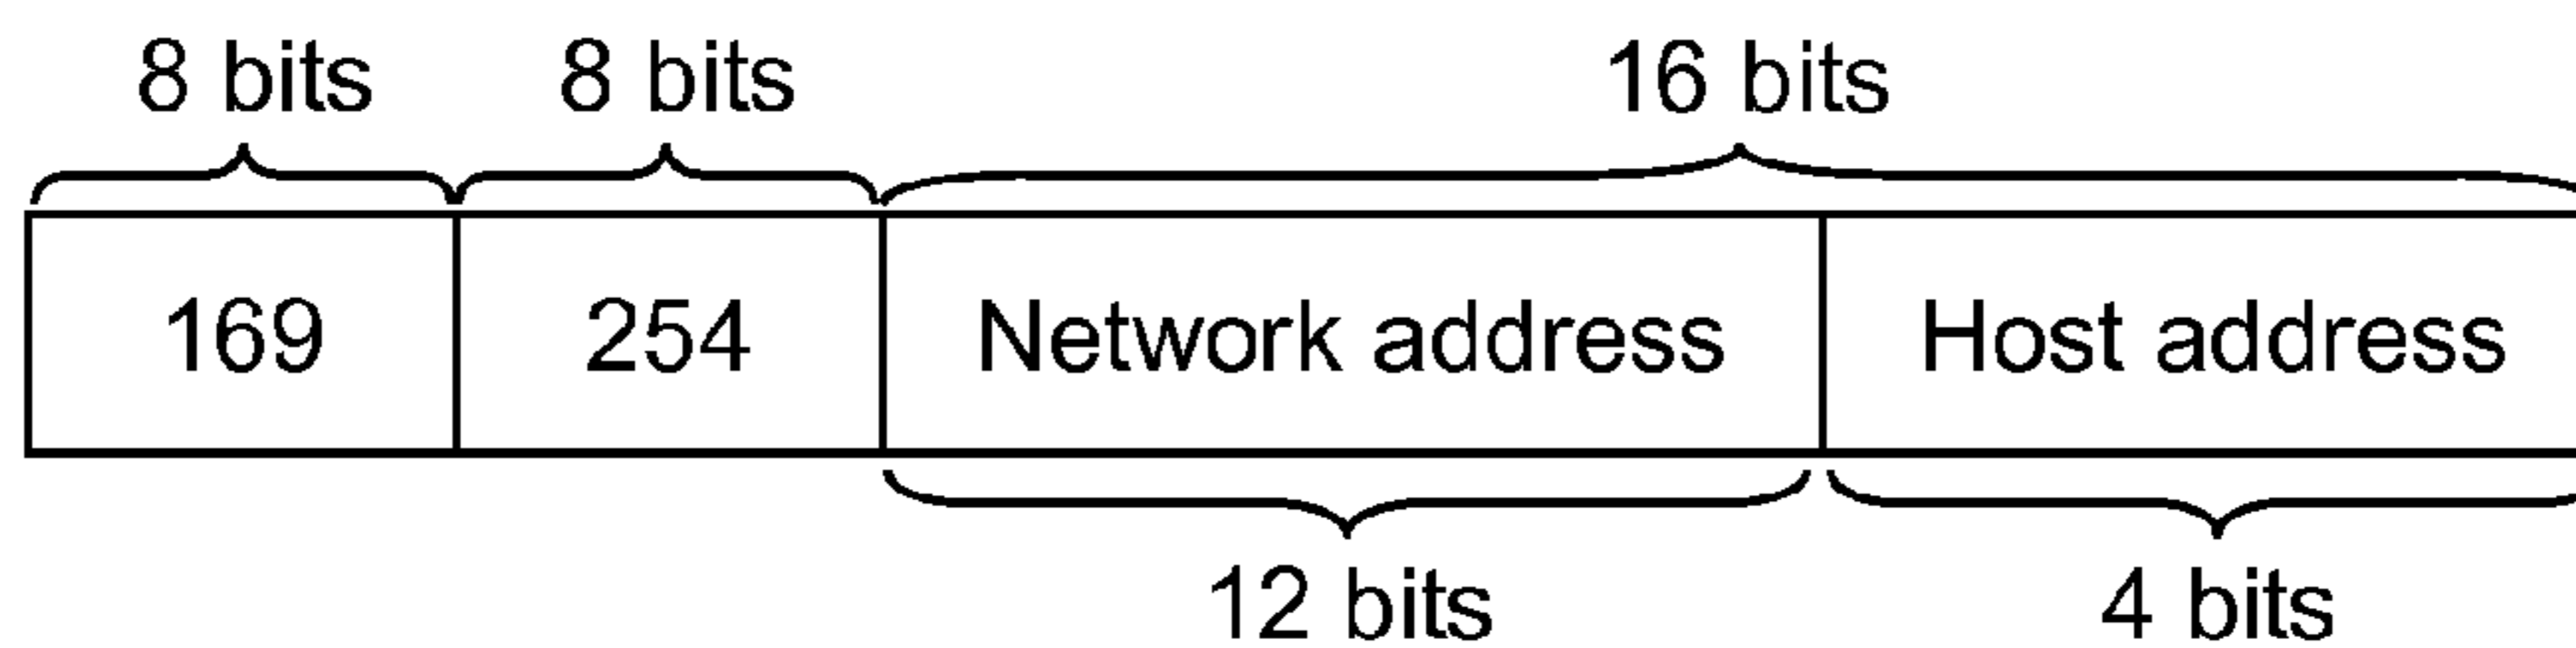 8 bits 8 bits 16 bits
169 254 Network address Host address
12 bits 4 bits